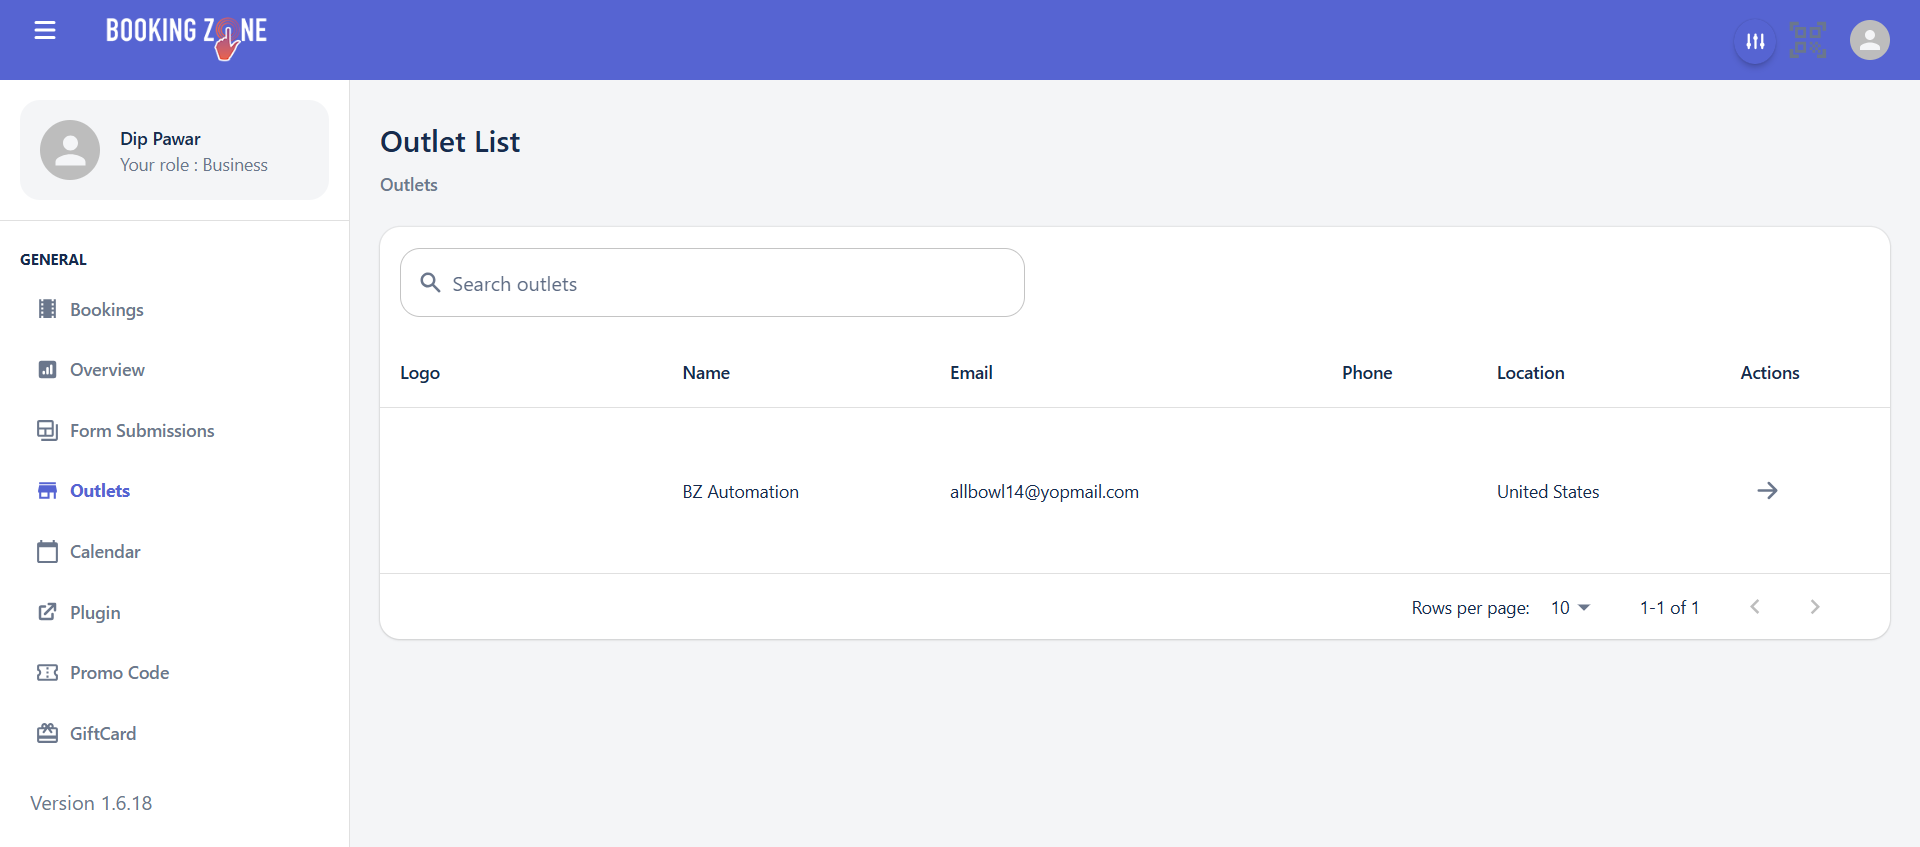 BOOKING ZONE
Dip Pawar
Your role : Business
GENERAL
Bookings
Overview
Form Submissions
Outlets
Calendar
Plugin
Promo Code
GiftCard
Version 1.6.18
Outlet List
Outlets
Search outlets
Logo Name Email Phone Location Actions
BZ Automation allbowl14@yopmail.com United States
Rows per page: 10 1-1 of 1